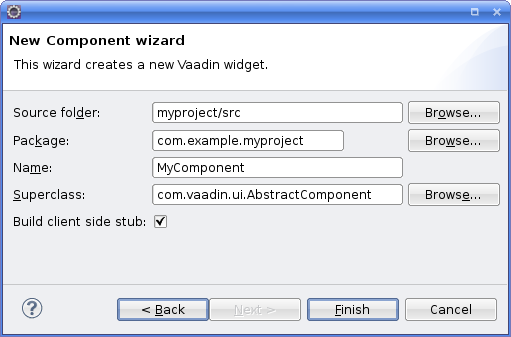 New Component wizard
This wizard creates a new Vaadin widget.
Source folder: myproject/src Browse...
Package: com.example.myproject Browse...
Name: MyComponent
Superclass: com.vaadin.ui.AbstractComponent Browse...
Build client side stub:
? < Back Next > Finish Cancel